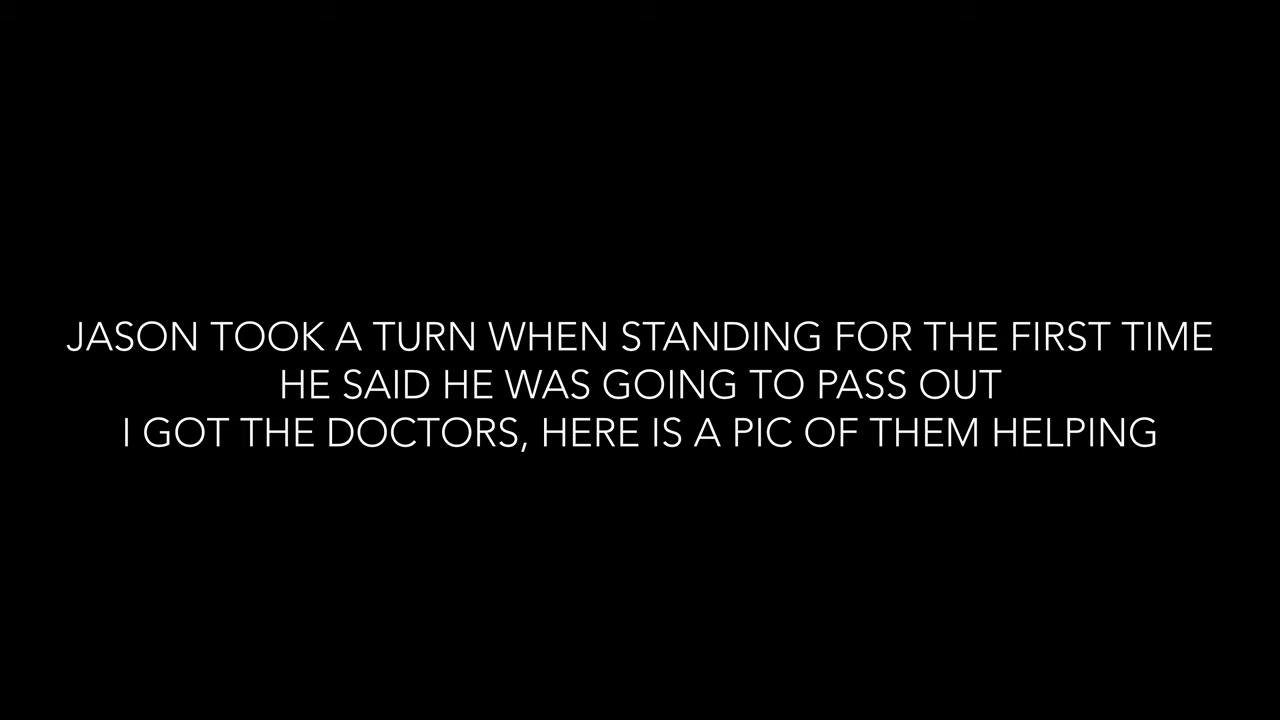 JASON TOOK A TURN WHEN STANDING FOR THE FIRST TIME
HE SAID HE WAS GOING TO PASS OUT
I GOT THE DOCTORS, HERE IS A PIC OF THEM HELPING